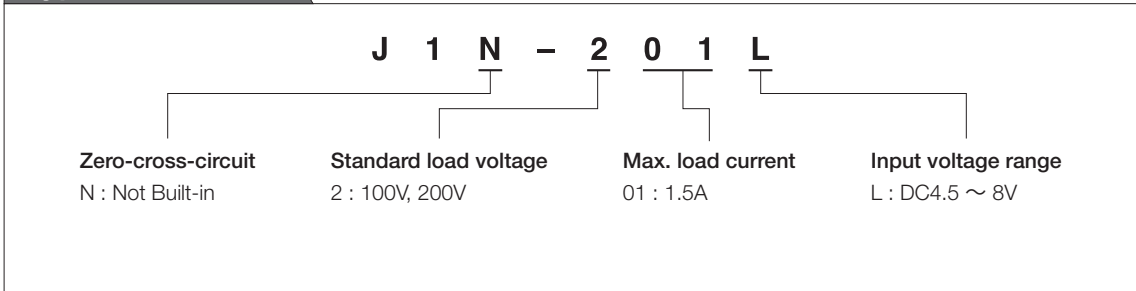 J 1 N – 2 0 1 L
Zero-cross-circuit
N : Not Built-in
Standard load voltage
2 : 100V, 200V
Max. load current
01 : 1.5A
Input voltage range
L : DC4.5 ～ 8V